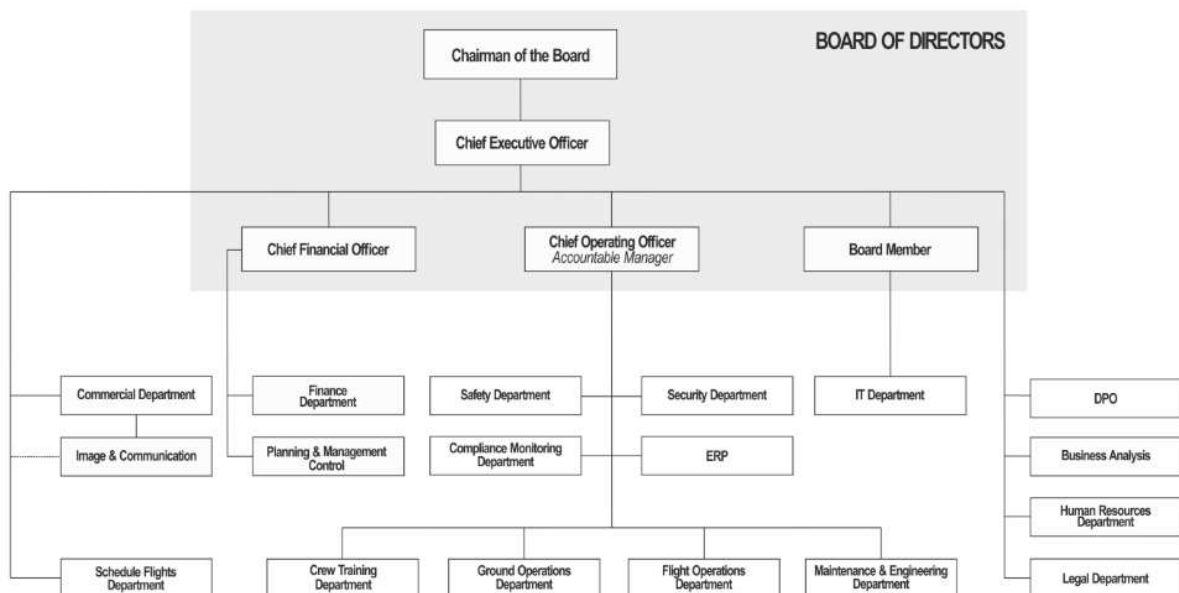 BOARD OF DIRECTORS
Chairman of the Board
Chief Executive Officer
Chief Financial Officer
Chief Operating Officer
Accountable Manager
Board Member
Commercial Department
Finance
Department
Safety Department
Security Department
IT Department
DPO
Image & Communication
Planning & Management
Control
Compliance Monitoring
Department
ERP
Business Analysis
Human Resources
Department
Schedule Flights
Department
Crew Training
Department
Ground Operations
Department
Flight Operations
Department
Maintenance & Engineering
Department
Legal Department